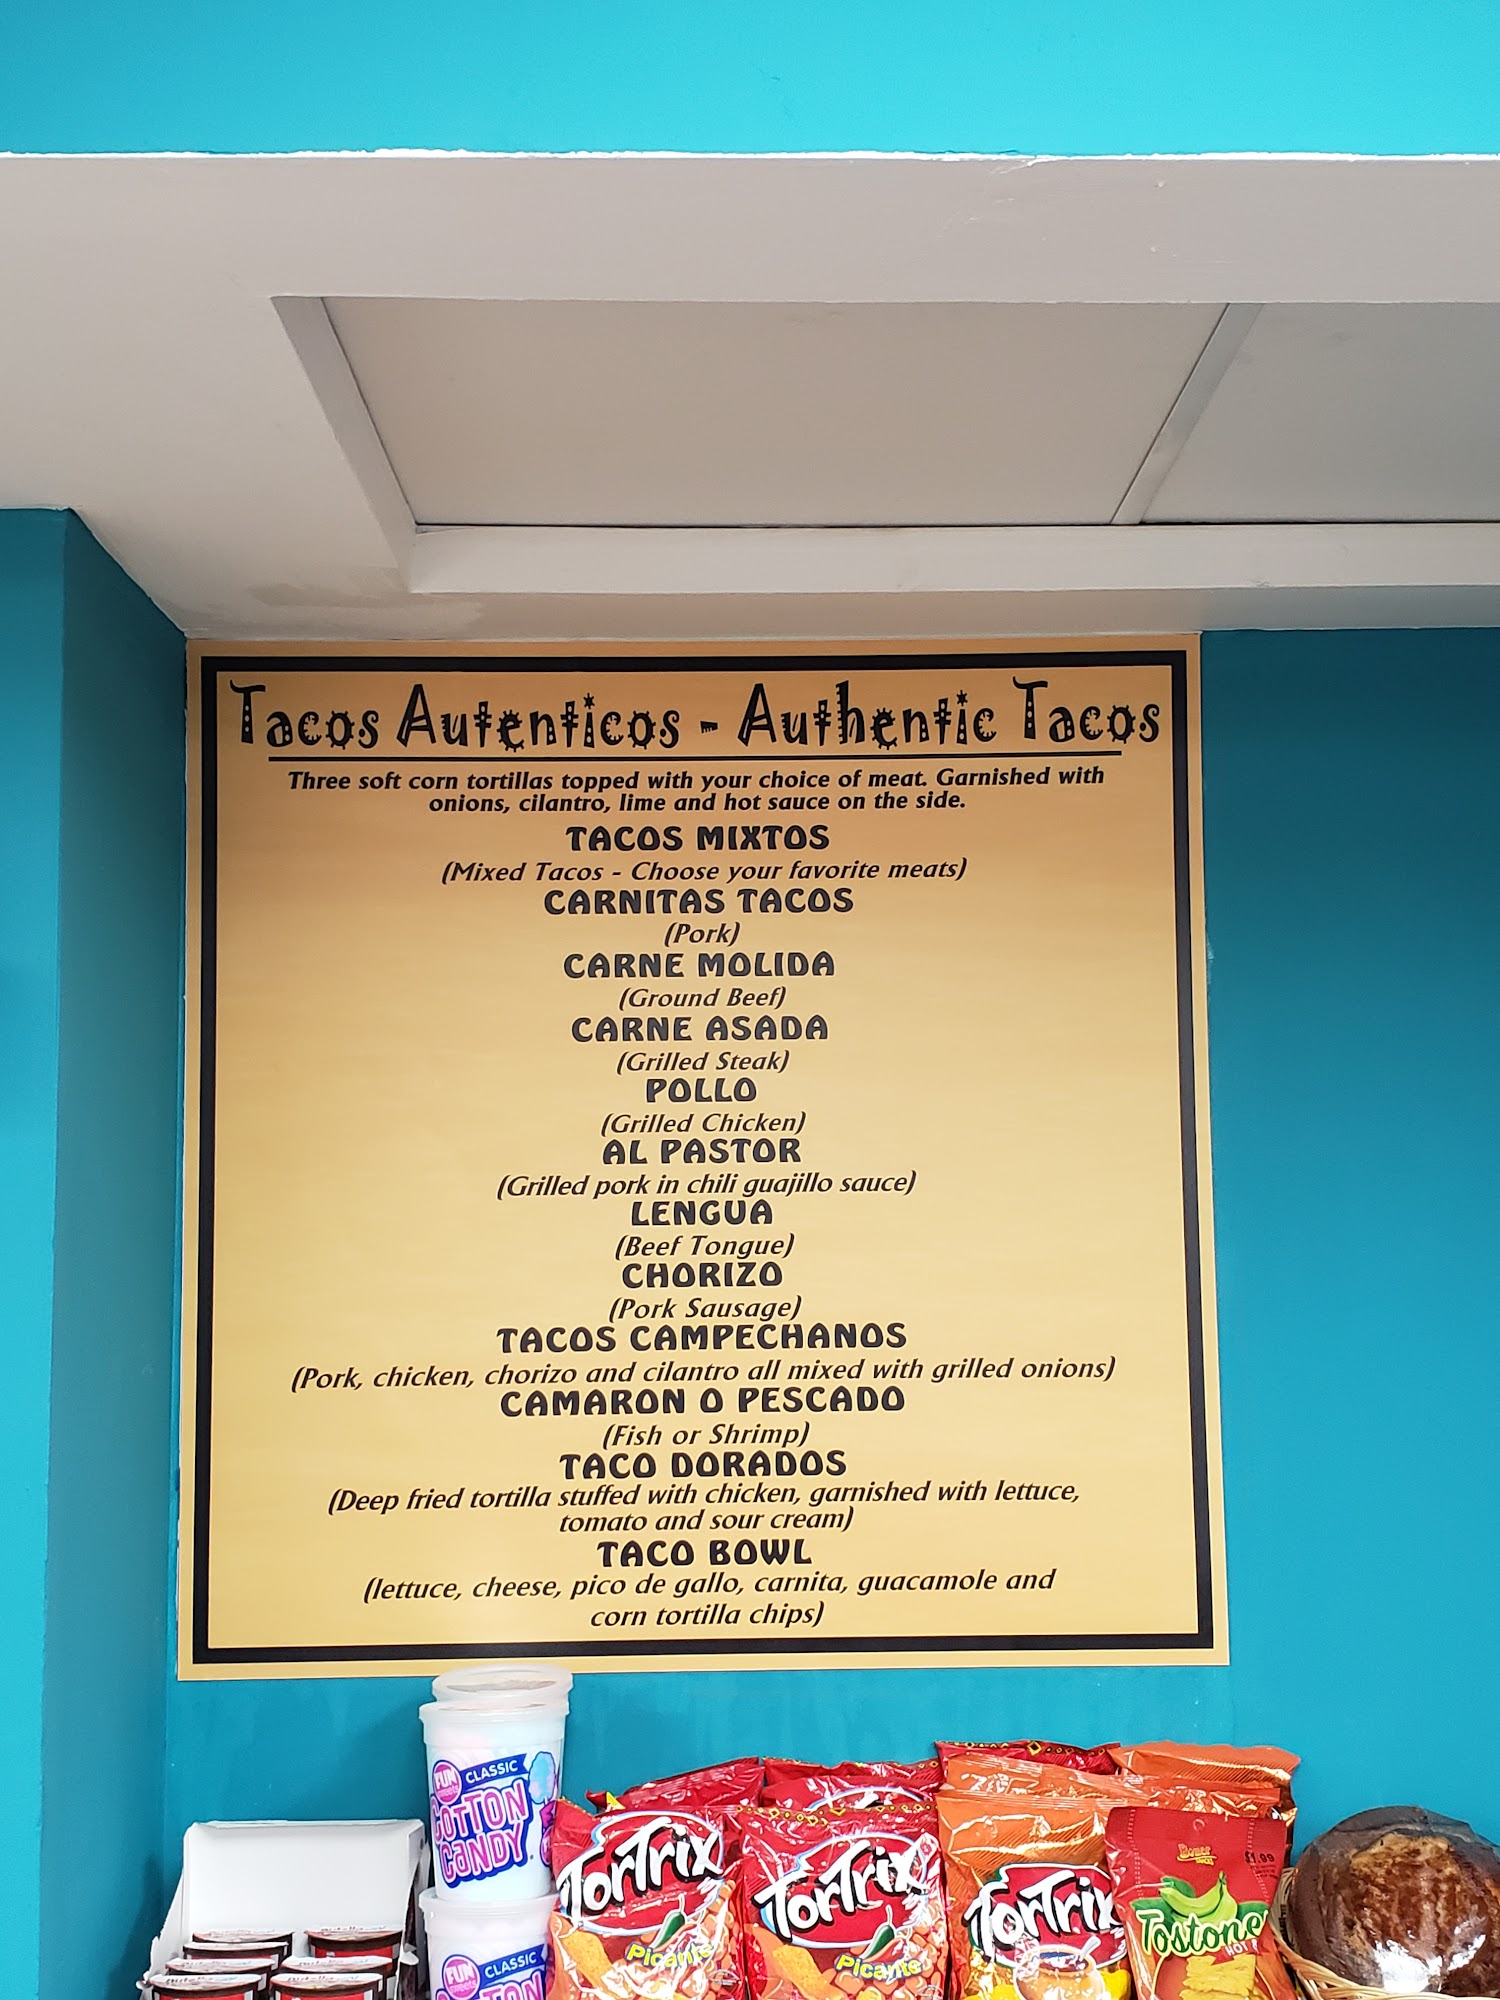 Tacos Autenticos - Authentic Tacos
Three soft corn tortillas topped with your choice of meat. Garnished with
onions, cilantro, lime and hot sauce on the side.
TACOS MIXTOS
(Mixed Tacos - Choose your favorite meats)
CARNITAS TACOS
(Pork)
CARNE MOLIDA
(Ground Beef)
CARNE ASADA
(Grilled Steak)
POLLO
(Grilled Chicken)
AL PASTOR
(Grilled pork in chili guajillo sauce)
LENGUA
(Beef Tongue)
CHORIZO
(Pork Sausage)
TACOS CAMPECHANOS
(Pork, chicken, chorizo and cilantro all mixed with grilled onions)
CAMARON O PESCADO
(Fish or Shrimp)
TACO DORADOS
(Deep fried tortilla stuffed with chicken, garnished with lettuce,
tomato and sour cream)
TACO BOWL
(lettuce, cheese, pico de gallo, carnita, guacamole and
corn tortilla chips)
FUN
CLASSIC
COTTON
CANDY
FUN
CLASSIC
TorTrix
Picante
TorTrix
Picante
TorTrix
$1.99
Tostones
HOT